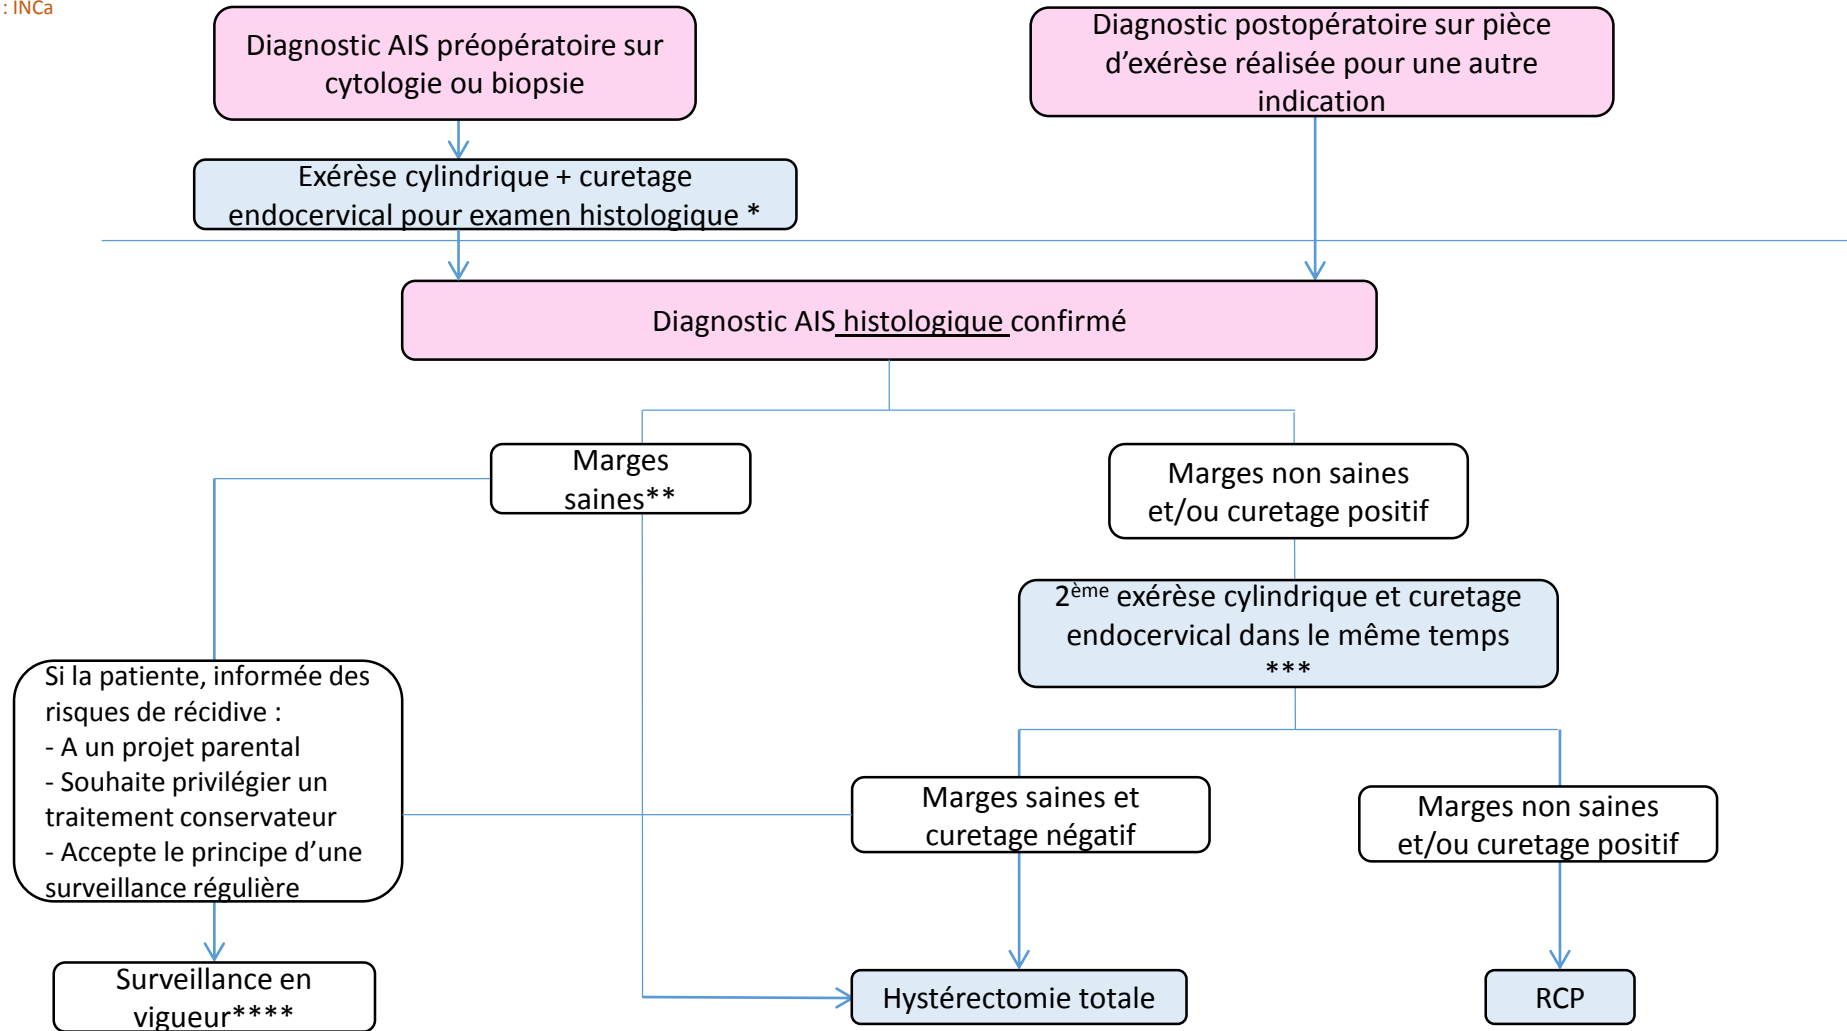 : INCa
Diagnostic AIS préopératoire sur
cytologie ou biopsie
Diagnostic postopératoire sur pièce
d’exérèse réalisée pour une autre
indication
Exérèse cylindrique + curetage
endocervical pour examen histologique *
Diagnostic AIS histologique confirmé
Marges
saines**
Marges non saines
et/ou curetage positif
2ème exérèse cylindrique et curetage
endocervical dans le même temps
***
Si la patiente, informée des
risques de récidive :
- A un projet parental
- Souhaite privilégier un
traitement conservateur
- Accepte le principe d’une
surveillance régulière
Marges saines et
curetage négatif
Marges non saines
et/ou curetage positif
Surveillance en
vigueur****
Hystérectomie totale
RCP